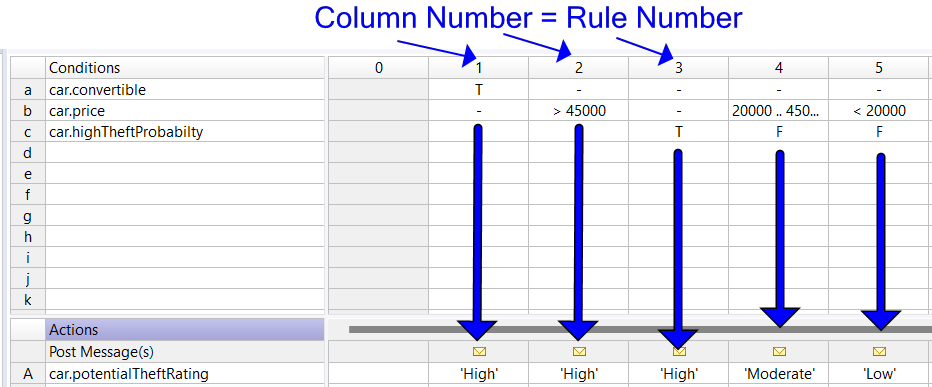 Column Number = Rule Number
Conditions 0 1 2 3 4 5
a car.convertible T - - - -
b car.price - > 45000 - 20000 .. 450... < 20000
c car.highTheftProbabilty T F F
d
e
f
g
h
i
j
k
Actions
Post Message(s)
A car.potentialTheftRating 'High' 'High' 'High' 'Moderate' 'Low'